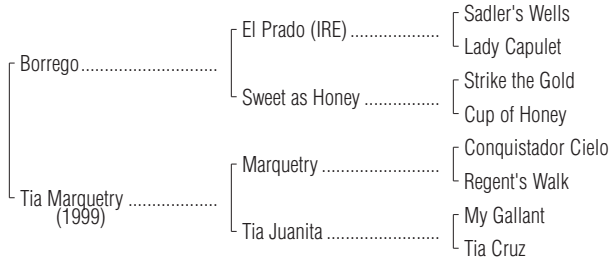 Sadler's Wells
El Prado (IRE)
Lady Capulet
Borrego
Strike the Gold
Sweet as Honey
Cup of Honey
Conquistador Cielo
Marquetry
Regent's Walk
Tia Marquetry
(1999)
My Gallant
Tia Juanita
Tia Cruz